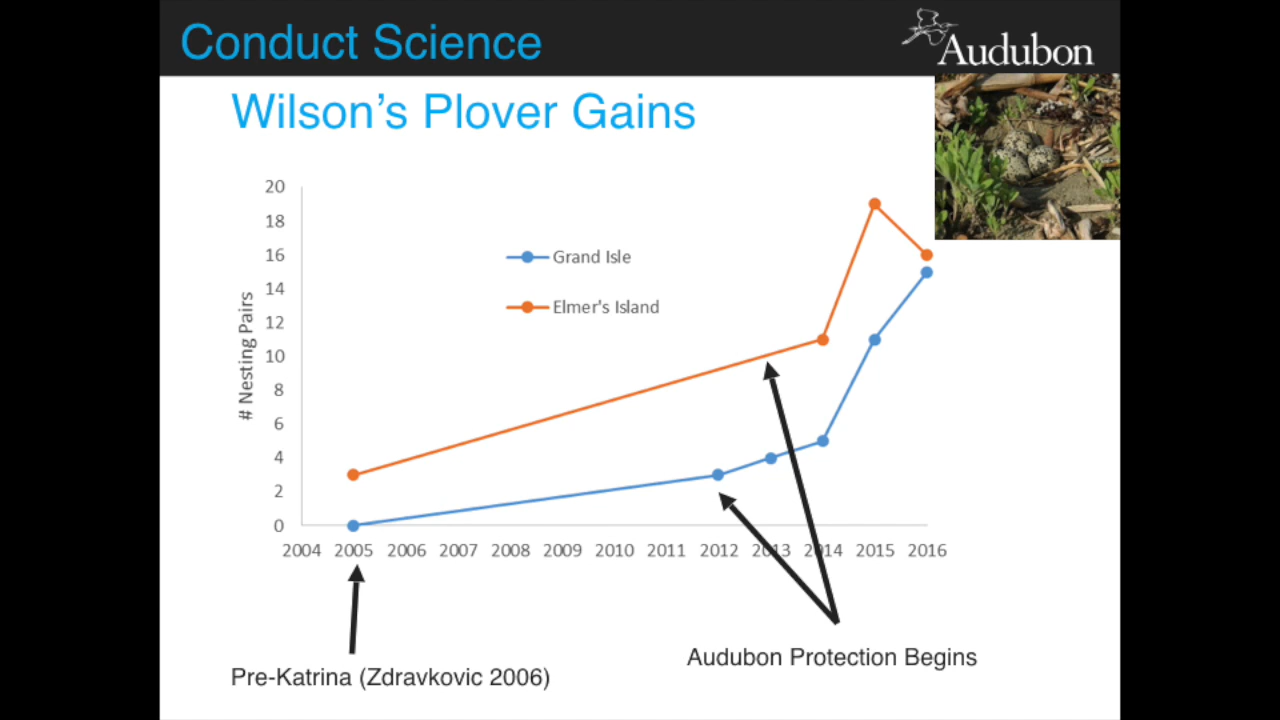 Conduct Science
Audubon
Wilson's Plover Gains
20
18
16
14
12
10
8
6
4
2
0
# Nesting Pairs
Grand Isle
Elmer's Island
2004 2005 2006 2007 2008 2009 2010 2011 2012 2013 2014 2015 2016
Audubon Protection Begins
Pre-Katrina (Zdravkovic 2006)